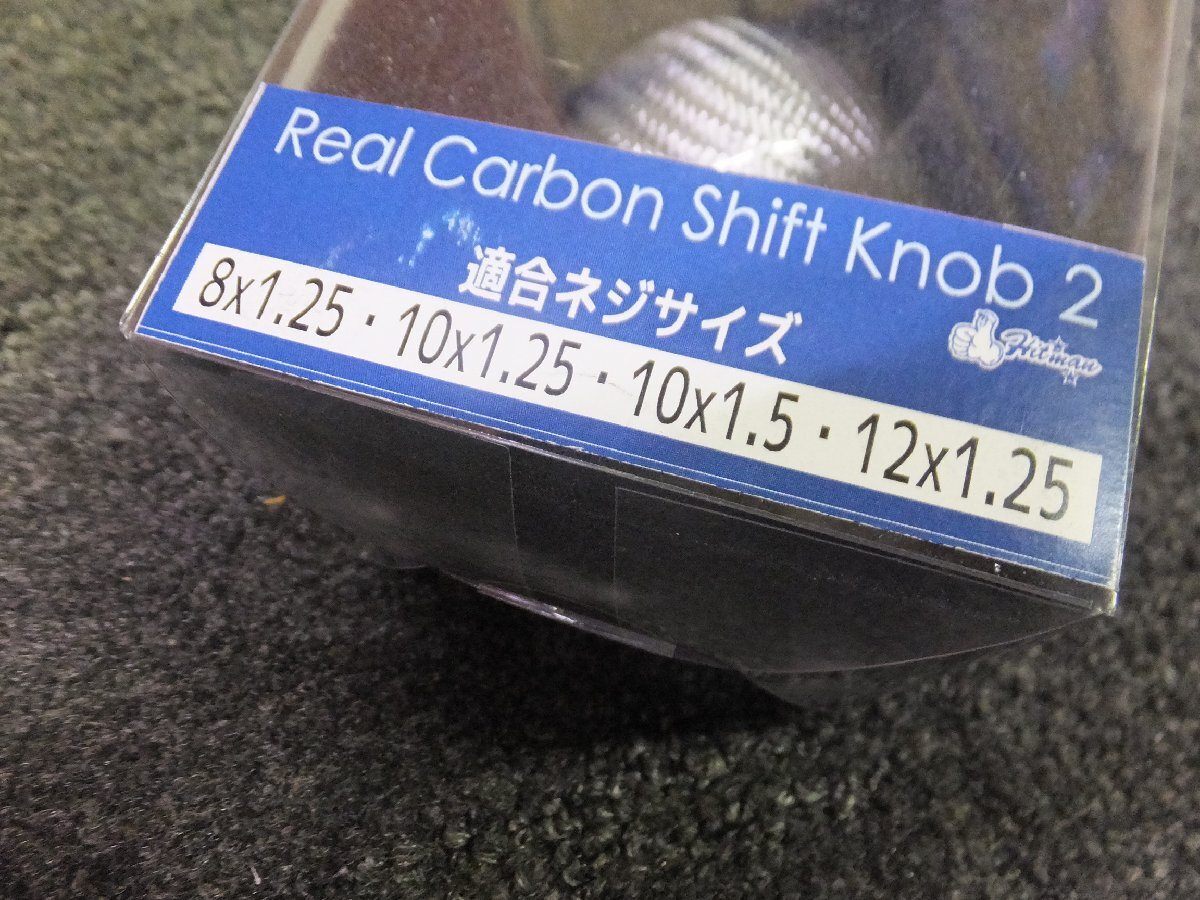 Real Carbon Shift Knob 2
適合ネジサイズ
Hitman
8x1.25・10x1.25・10x1.5・12x1.25